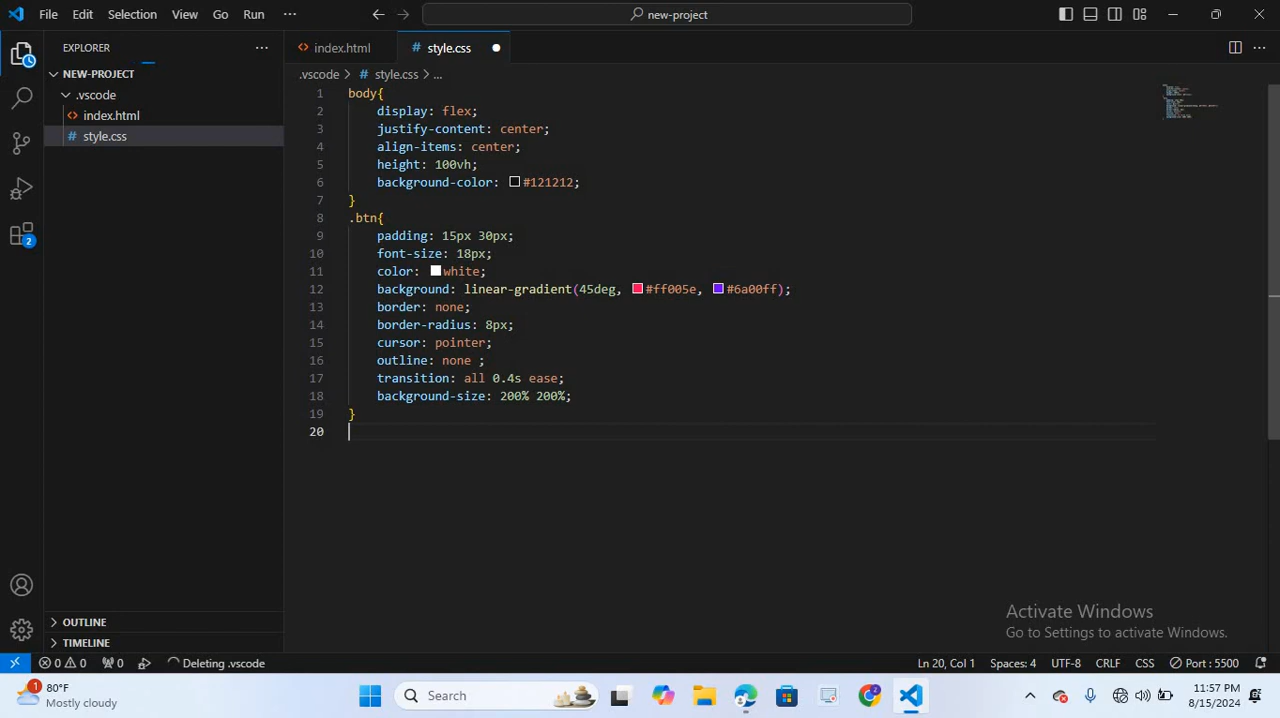 File Edit Selection View Go Run ··· new-project
EXPLORER ···
NEW-PROJECT
.vscode
index.html
style.css
2
OUTLINE
TIMELINE
index.html style.css
.vscode > style.css > ...
1 body{
2 display: flex;
3 justify-content: center;
4 align-items: center;
5 height: 100vh;
6 background-color: #121212;
7 }
8 .btn{
9 padding: 15px 30px;
10 font-size: 18px;
11 color: white;
12 background: linear-gradient(45deg, #ff005e, #6a00ff);
13 border: none;
14 border-radius: 8px;
15 cursor: pointer;
16 outline: none ;
17 transition: all 0.4s ease;
18 background-size: 200% 200%;
19 }
20
Activate Windows
Go to Settings to activate Windows.
0 0 0 Deleting .vscode Ln 20, Col 1 Spaces: 4 UTF-8 CRLF CSS Port : 5500
1 80°F Search 2 11:57 PM
Mostly cloudy 8/15/2024